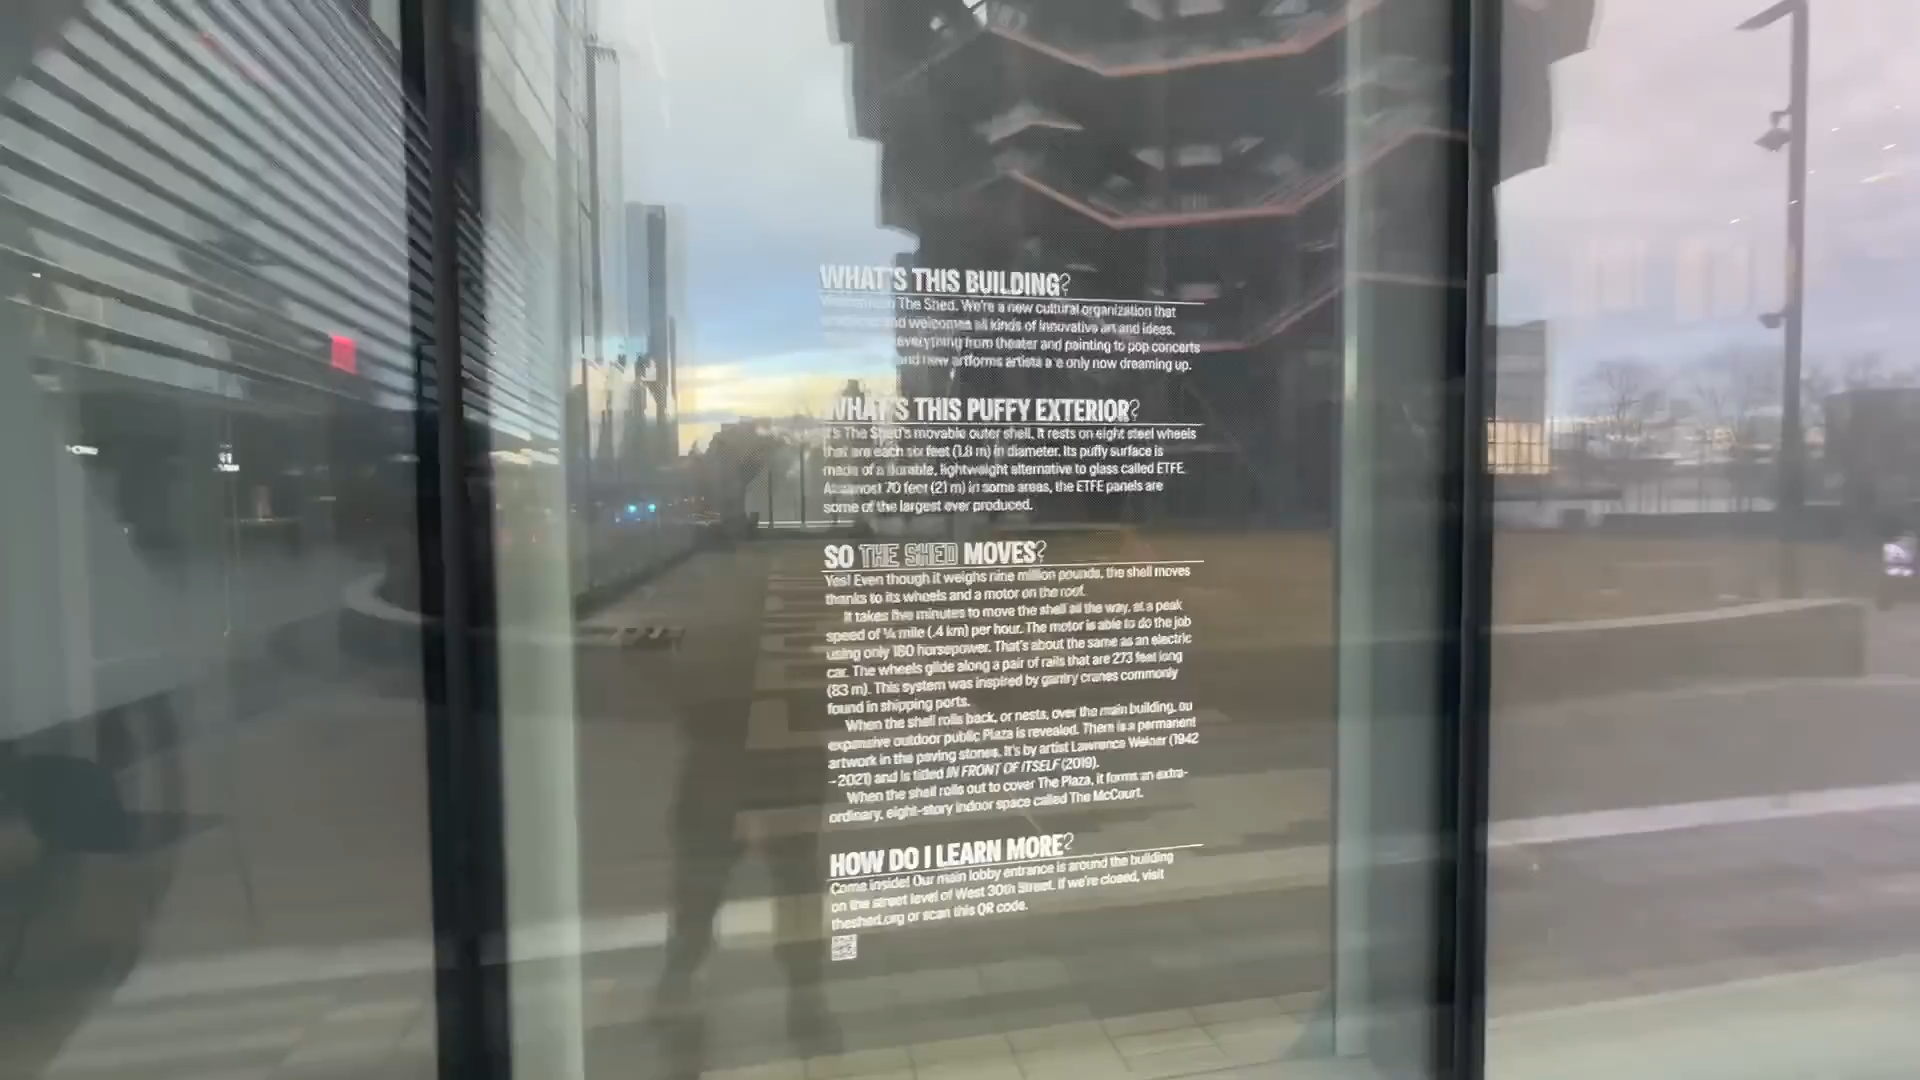 WHAT'S THIS BUILDING?
The Shed. We're a new cultural organization that
and welcomes all kinds of innovative art and ideas.
everything from theater and painting to pop concerts
and new artforms artists are only now dreaming up.
WHAT'S THIS PUFFY EXTERIOR?
It's The Shed's movable outer shell. It rests on eight steel wheels
that are each six feet (1.8 m) in diameter. Its puffy surface is
made of a durable, lightweight alternative to glass called ETFE.
At almost 70 feet (21 m) in some areas, the ETFE panels are
some of the largest ever produced.
SO THE SHED MOVES?
Yes! Even though it weighs nine million pounds, the shell moves
thanks to its wheels and a motor on the roof.
It takes five minutes to move the shell all the way, at a peak
speed of ¼ mile (.4 km) per hour. The motor is able to do the job
using only 180 horsepower. That's about the same as an electric
car. The wheels glide along a pair of rails that are 273 feet long
(83 m). This system was inspired by gantry cranes commonly
found in shipping ports.
When the shell rolls back, or nests, over the main building, ou
expansive outdoor public Plaza is revealed. There is a permanent
artwork in the paving stones. It's by artist Lawrence Weiner (1942
–2021) and is titled IN FRONT OF ITSELF (2019).
When the shell rolls out to cover The Plaza, it forms an extra-
ordinary, eight-story indoor space called The McCourt.
HOW DO I LEARN MORE?
Come inside! Our main lobby entrance is around the building
on the street level of West 30th Street. If we're closed, visit
theshed.org or scan this QR code.